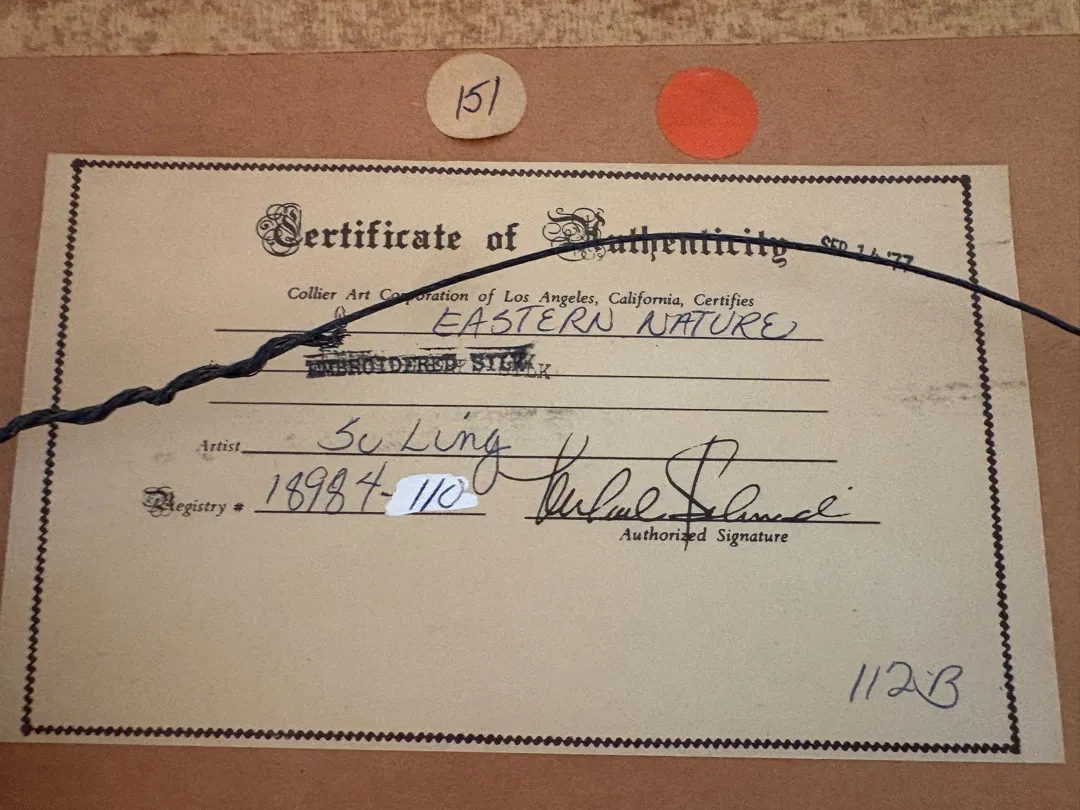 151
Certificate of Authenticity SEP 14 '77
Collier Art Corporation of Los Angeles, California, Certifies
EASTERN NATURE
EMBROIDERED SILK
Artist Su Ling
Registry # 18984-110
Authorized Signature
112B